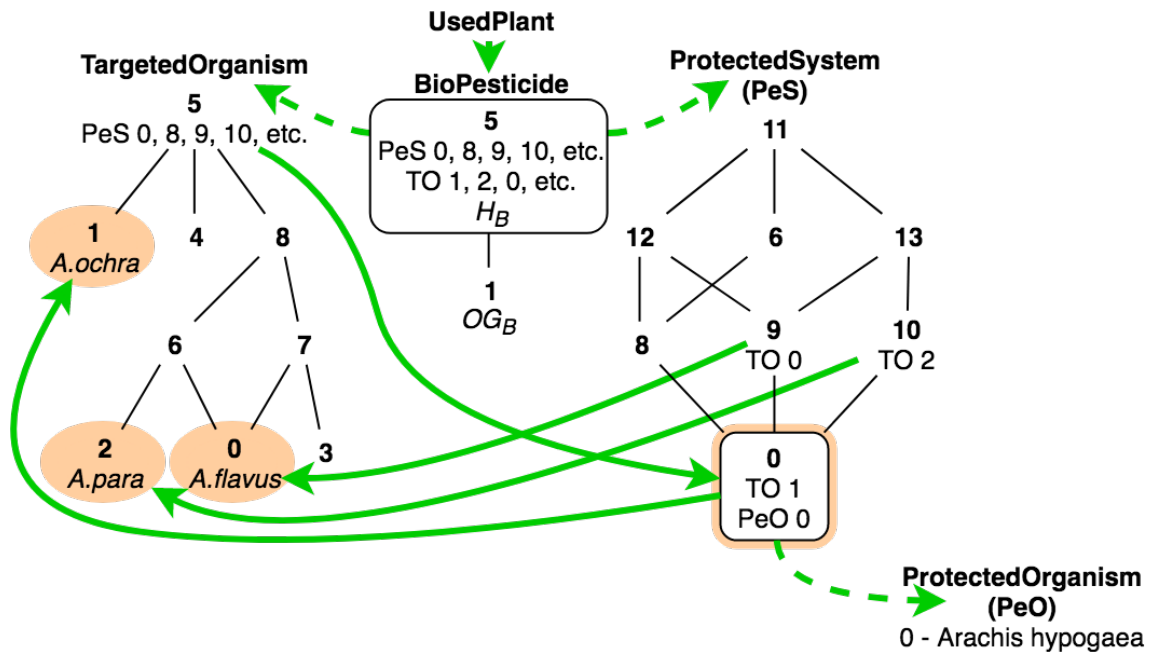 UsedPlant
TargetedOrganism
5
PeS 0, 8, 9, 10, etc.
1
A.ochra
4
8
6
7
2
A.para
0
A.flavus
3
BioPesticide
5
PeS 0, 8, 9, 10, etc.
TO 1, 2, 0, etc.
H_B
1
OG_B
ProtectedSystem
(PeS)
11
12
6
13
8
9
TO 0
10
TO 2
0
TO 1
PeO 0
ProtectedOrganism
(PeO)
0 - Arachis hypogaea